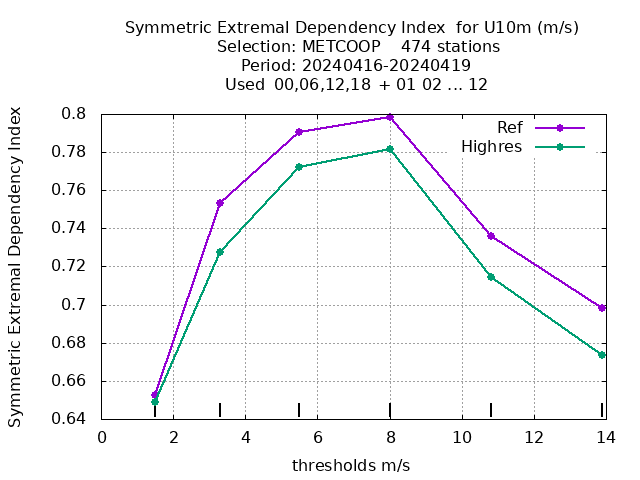 Symmetric Extremal Dependency Index  for U10m (m/s)
Selection: METCOOP    474 stations
Period: 20240416-20240419
Used  00,06,12,18  + 01 02 ... 12
Symmetric Extremal Dependency Index
0.8
0.78
0.76
0.74
0.72
0.7
0.68
0.66
0.64
Ref
Highres
0 2 4 6 8 10 12 14
thresholds m/s